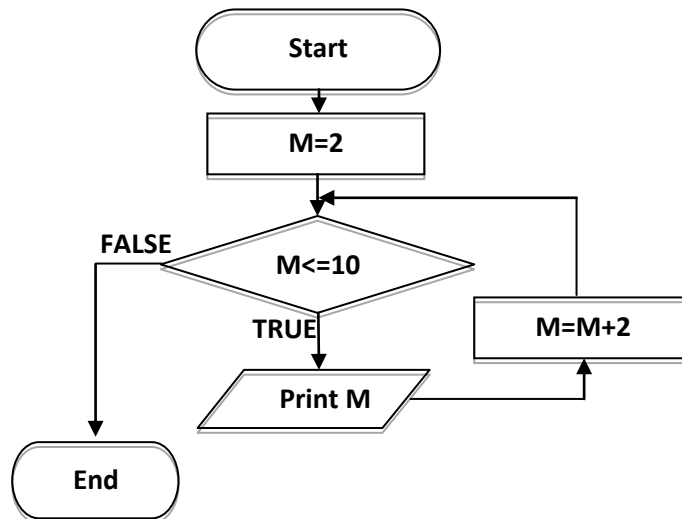 Start
M=2
FALSE
M<=10
TRUE
M=M+2
Print M
End